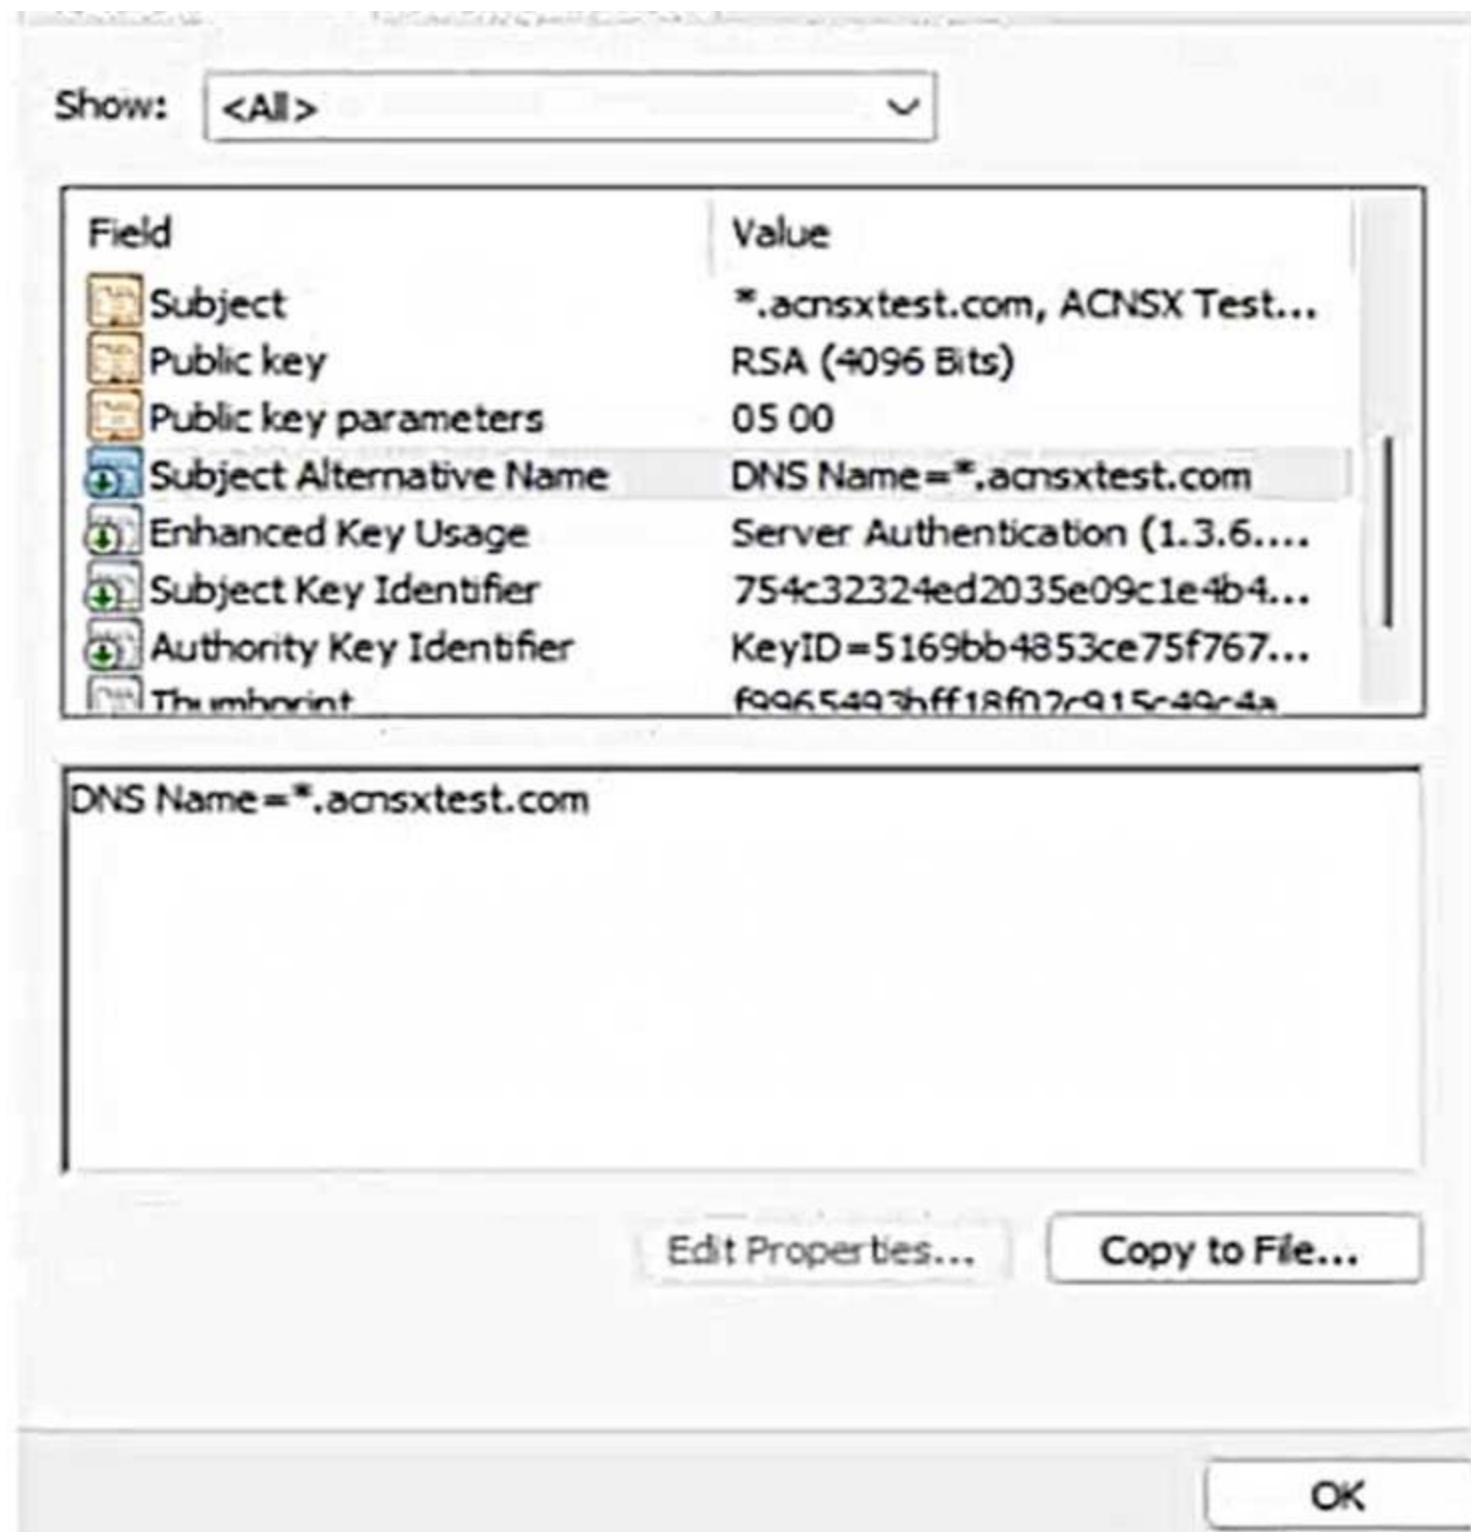 Show: <All>
Field Value
Subject *.acnsxtest.com, ACNSX Test...
Public key RSA (4096 Bits)
Public key parameters 05 00
Subject Alternative Name DNS Name=*.acnsxtest.com
Enhanced Key Usage Server Authentication (1.3.6....
Subject Key Identifier 754c32324ed2035e09c1e4b4...
Authority Key Identifier KeyID=5169bb4853ce75f767...
Thumbprint f9965493bff18f02c915c49c4a
DNS Name=*.acnsxtest.com
Edit Properties... Copy to File...
OK